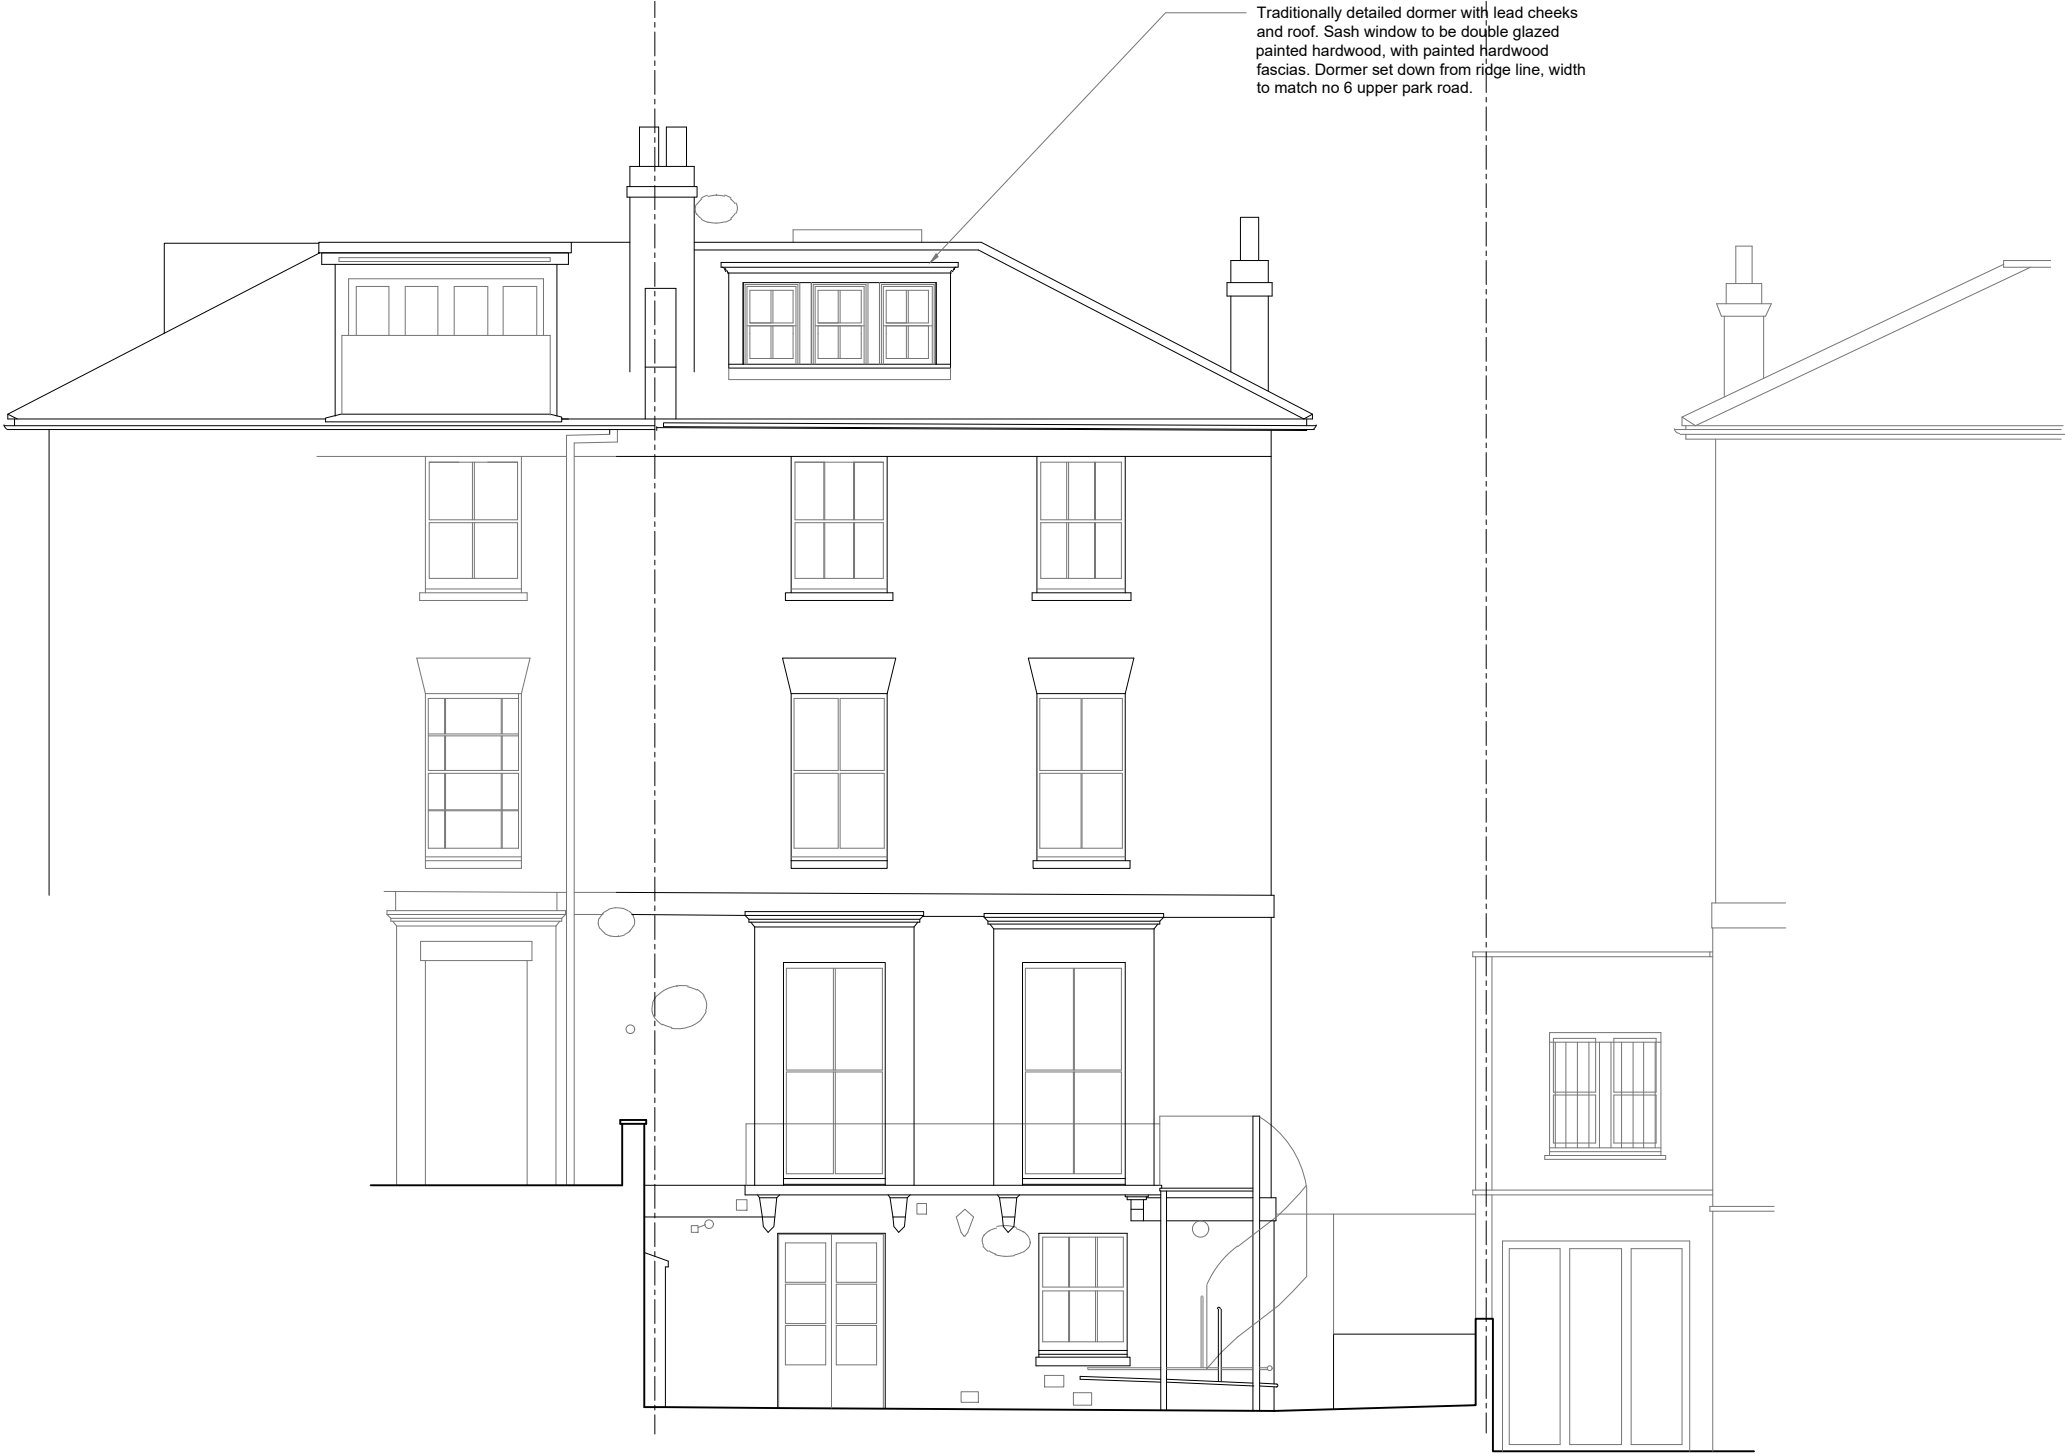 Traditionally detailed dormer with lead cheeks
and roof. Sash window to be double glazed
painted hardwood, with painted hardwood
fascias. Dormer set down from ridge line, width
to match no 6 upper park road.